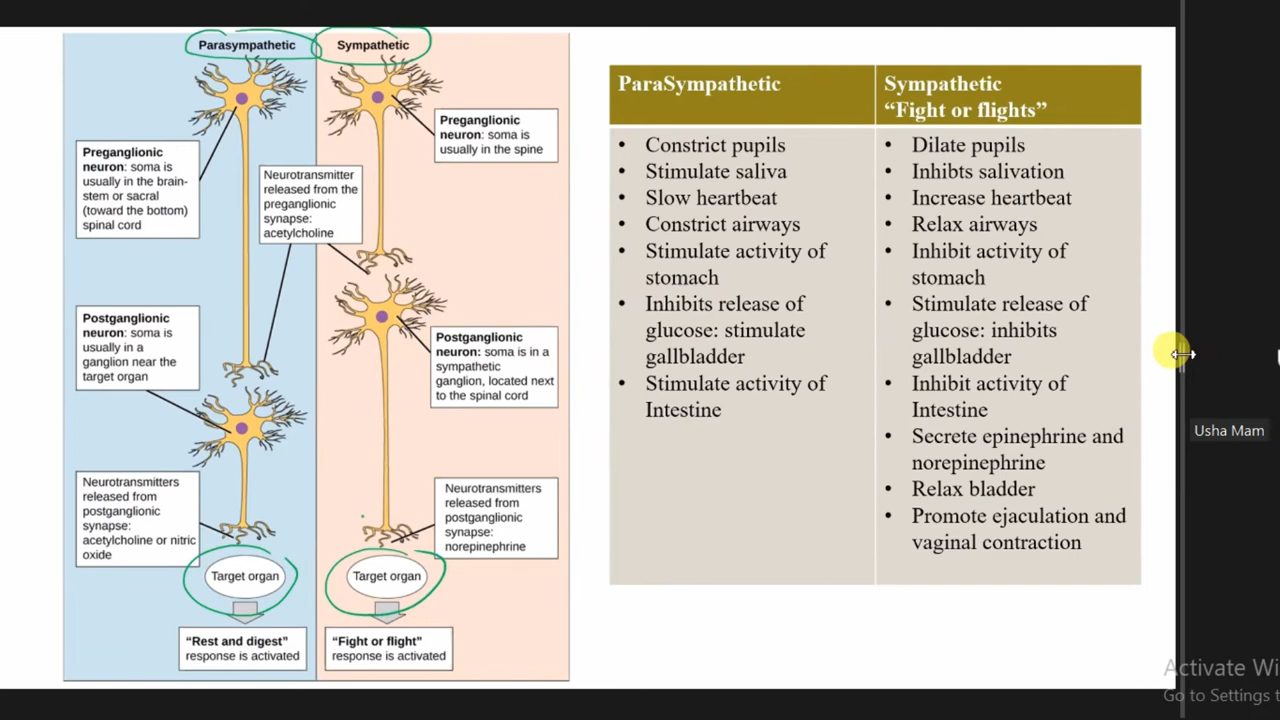 Parasympathetic
Sympathetic
Preganglionic
neuron: soma is
usually in the spine
Preganglionic
neuron: soma is
usually in the brain-
stem or sacral
(toward the bottom)
spinal cord
Neurotransmitter
released from the
preganglionic
synapse:
acetylcholine
Postganglionic
neuron: soma is
usually in a
ganglion near the
target organ
Postganglionic
neuron: soma is in a
sympathetic
ganglion, located next
to the spinal cord
Neurotransmitters
released from
postganglionic
synapse:
acetylcholine or nitric
oxide
Neurotransmitters
released from
postganglionic
synapse:
norepinephrine
Target organ
Target organ
“Rest and digest”
response is activated
“Fight or flight”
response is activated
ParaSympathetic
• Constrict pupils
• Stimulate saliva
• Slow heartbeat
• Constrict airways
• Stimulate activity of
stomach
• Inhibits release of
glucose: stimulate
gallbladder
• Stimulate activity of
Intestine
Sympathetic
“Fight or flights”
• Dilate pupils
• Inhibts salivation
• Increase heartbeat
• Relax airways
• Inhibit activity of
stomach
• Stimulate release of
glucose: inhibits
gallbladder
• Inhibit activity of
Intestine
• Secrete epinephrine and
norepinephrine
• Relax bladder
• Promote ejaculation and
vaginal contraction
Usha Mam
Activate Wi
Go to Settings t